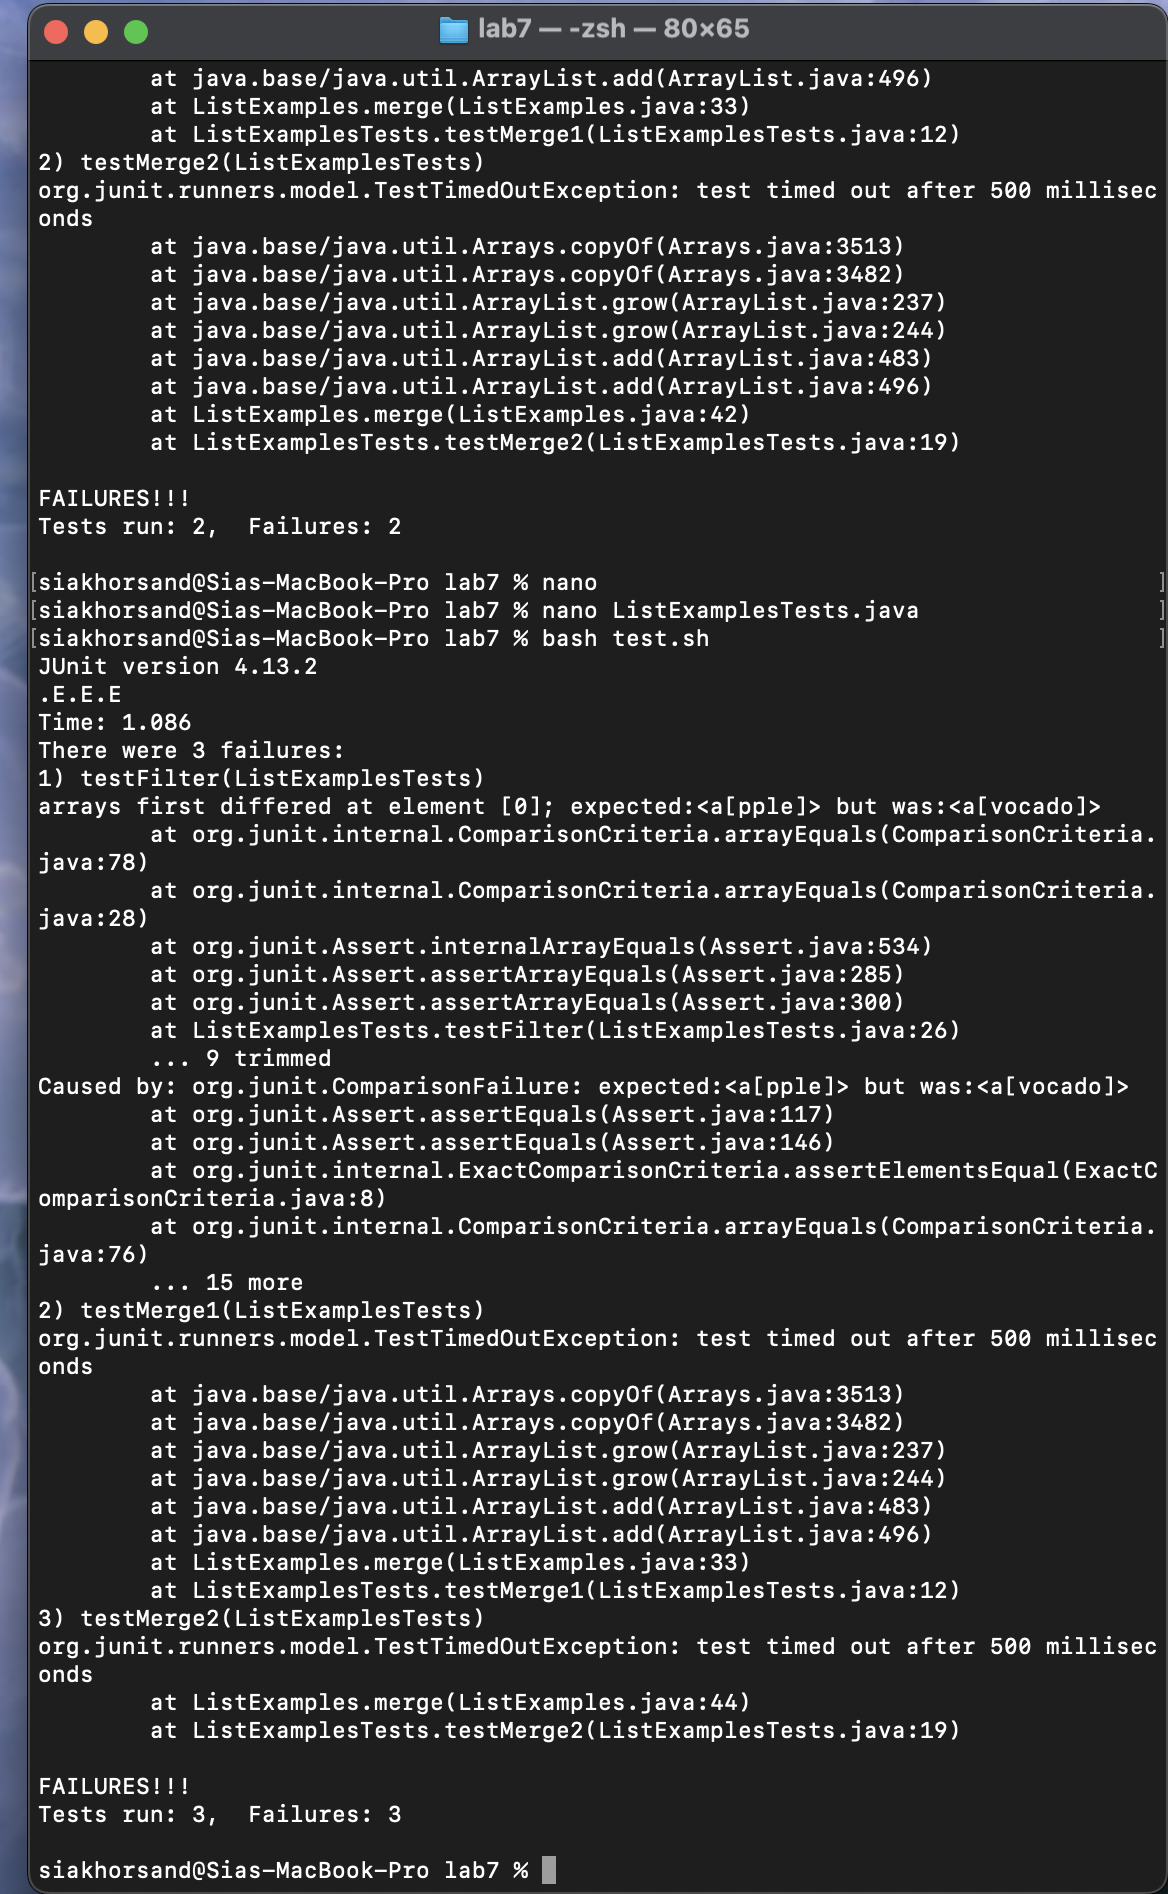 lab7 — -zsh — 80×65
at java.base/java.util.ArrayList.add(ArrayList.java:496)
at ListExamples.merge(ListExamples.java:33)
at ListExamplesTests.testMerge1(ListExamplesTests.java:12)
2) testMerge2(ListExamplesTests)
org.junit.runners.model.TestTimedOutException: test timed out after 500 millisec
onds
at java.base/java.util.Arrays.copyOf(Arrays.java:3513)
at java.base/java.util.Arrays.copyOf(Arrays.java:3482)
at java.base/java.util.ArrayList.grow(ArrayList.java:237)
at java.base/java.util.ArrayList.grow(ArrayList.java:244)
at java.base/java.util.ArrayList.add(ArrayList.java:483)
at java.base/java.util.ArrayList.add(ArrayList.java:496)
at ListExamples.merge(ListExamples.java:42)
at ListExamplesTests.testMerge2(ListExamplesTests.java:19)
FAILURES!!!
Tests run: 2,  Failures: 2
[siakhorsand@Sias-MacBook-Pro lab7 % nano ]
[siakhorsand@Sias-MacBook-Pro lab7 % nano ListExamplesTests.java ]
[siakhorsand@Sias-MacBook-Pro lab7 % bash test.sh ]
JUnit version 4.13.2
.E.E.E
Time: 1.086
There were 3 failures:
1) testFilter(ListExamplesTests)
arrays first differed at element [0]; expected:<a[pple]> but was:<a[vocado]>
at org.junit.internal.ComparisonCriteria.arrayEquals(ComparisonCriteria.
java:78)
at org.junit.internal.ComparisonCriteria.arrayEquals(ComparisonCriteria.
java:28)
at org.junit.Assert.internalArrayEquals(Assert.java:534)
at org.junit.Assert.assertArrayEquals(Assert.java:285)
at org.junit.Assert.assertArrayEquals(Assert.java:300)
at ListExamplesTests.testFilter(ListExamplesTests.java:26)
... 9 trimmed
Caused by: org.junit.ComparisonFailure: expected:<a[pple]> but was:<a[vocado]>
at org.junit.Assert.assertEquals(Assert.java:117)
at org.junit.Assert.assertEquals(Assert.java:146)
at org.junit.internal.ExactComparisonCriteria.assertElementsEqual(ExactC
omparisonCriteria.java:8)
at org.junit.internal.ComparisonCriteria.arrayEquals(ComparisonCriteria.
java:76)
... 15 more
2) testMerge1(ListExamplesTests)
org.junit.runners.model.TestTimedOutException: test timed out after 500 millisec
onds
at java.base/java.util.Arrays.copyOf(Arrays.java:3513)
at java.base/java.util.Arrays.copyOf(Arrays.java:3482)
at java.base/java.util.ArrayList.grow(ArrayList.java:237)
at java.base/java.util.ArrayList.grow(ArrayList.java:244)
at java.base/java.util.ArrayList.add(ArrayList.java:483)
at java.base/java.util.ArrayList.add(ArrayList.java:496)
at ListExamples.merge(ListExamples.java:33)
at ListExamplesTests.testMerge1(ListExamplesTests.java:12)
3) testMerge2(ListExamplesTests)
org.junit.runners.model.TestTimedOutException: test timed out after 500 millisec
onds
at ListExamples.merge(ListExamples.java:44)
at ListExamplesTests.testMerge2(ListExamplesTests.java:19)
FAILURES!!!
Tests run: 3,  Failures: 3
siakhorsand@Sias-MacBook-Pro lab7 %